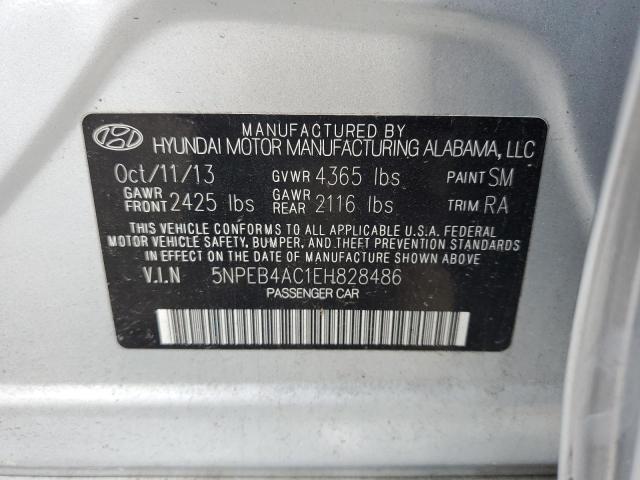 MANUFACTURED BY
HYUNDAI MOTOR MANUFACTURING ALABAMA, LLC
Oct/11/13 GVWR 4365 lbs PAINT SM
GAWR FRONT 2425 lbs GAWR REAR 2116 lbs TRIM RA
THIS VEHICLE CONFORMS TO ALL APPLICABLE U.S.A. FEDERAL
MOTOR VEHICLE SAFETY, BUMPER, AND THEFT PREVENTION STANDARDS
IN EFFECT ON THE DATE OF MANUFACTURE SHOWN ABOVE
V.I.N 5NPEB4AC1EH828486
PASSENGER CAR